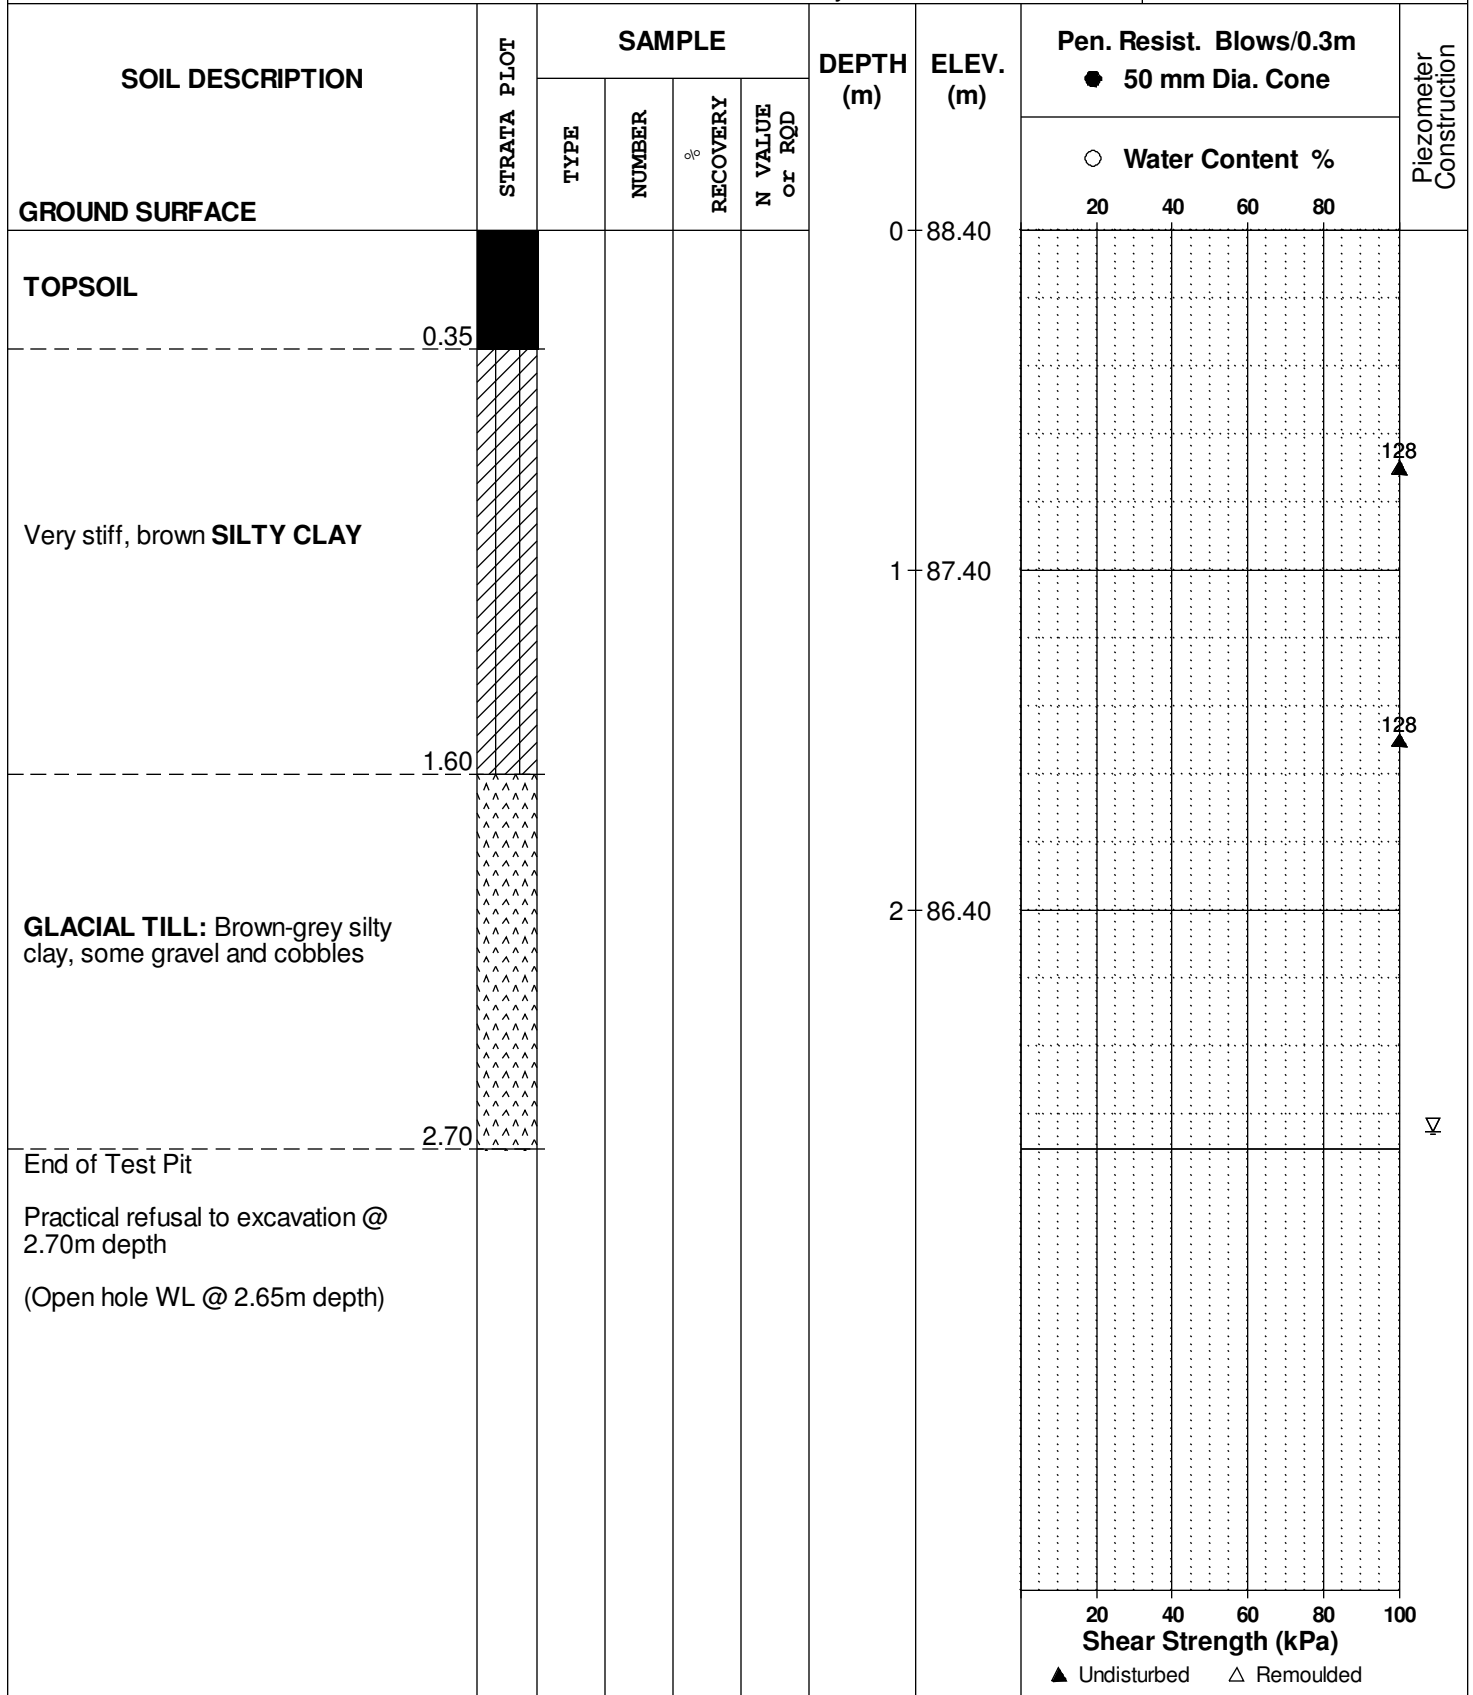 SOIL DESCRIPTION
GROUND SURFACE
STRATA PLOT
SAMPLE
TYPE
NUMBER
%
RECOVERY
N VALUE
or RQD
DEPTH
(m)
ELEV.
(m)
Pen. Resist. Blows/0.3m
● 50 mm Dia. Cone
○ Water Content %
20 40 60 80
Piezometer
Construction
0 88.40
TOPSOIL
0.35
128
Very stiff, brown SILTY CLAY
1 87.40
128
1.60
GLACIAL TILL: Brown-grey silty
clay, some gravel and cobbles
2 86.40
2.70
End of Test Pit
Practical refusal to excavation @
2.70m depth
(Open hole WL @ 2.65m depth)
20 40 60 80 100
Shear Strength (kPa)
▲ Undisturbed △ Remoulded